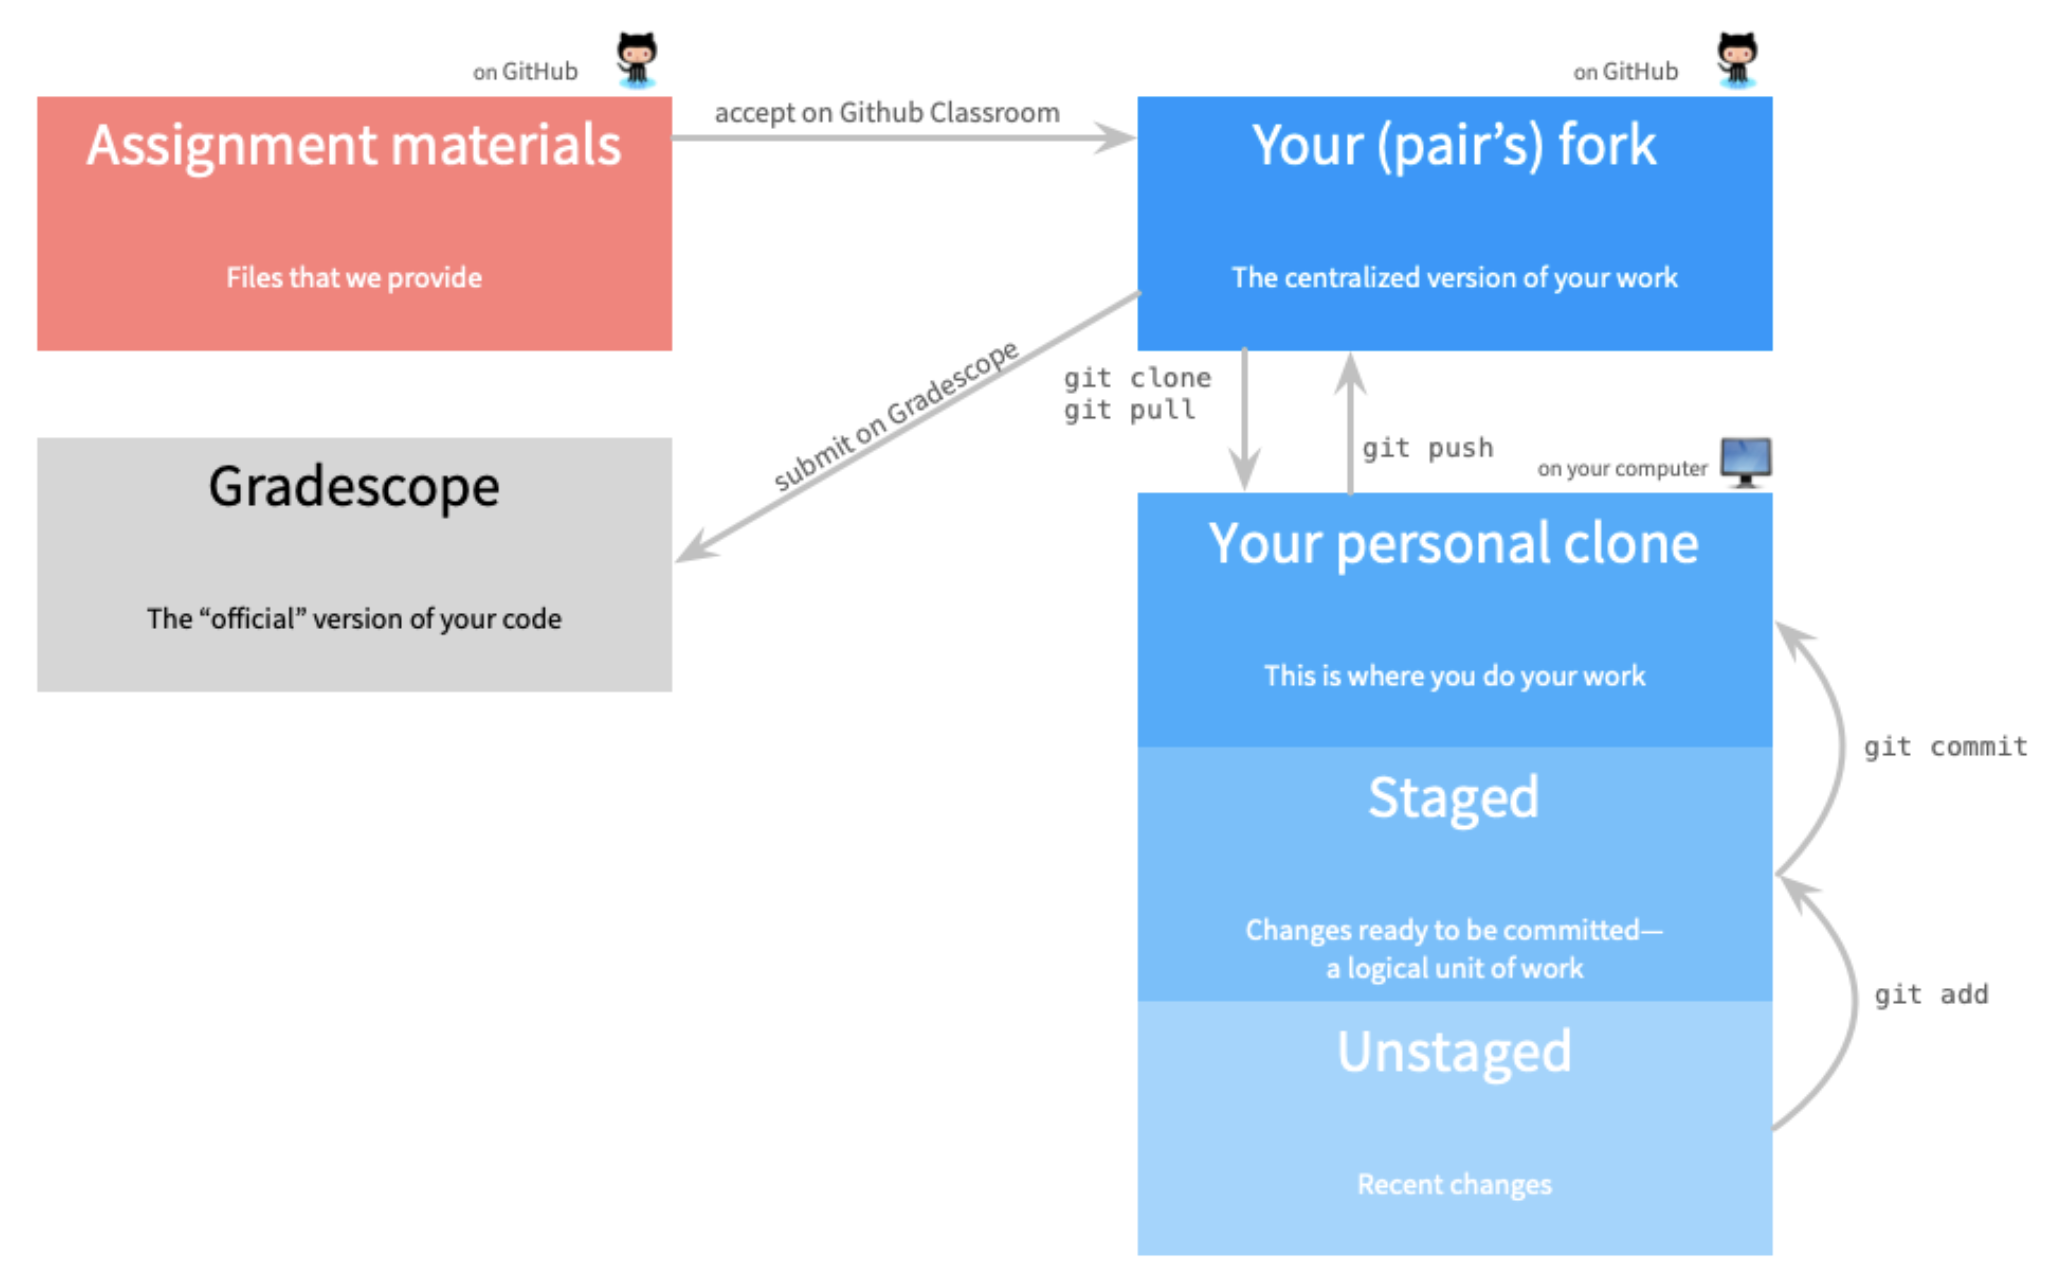 on GitHub
Assignment materials
Files that we provide
accept on Github Classroom
on GitHub
Your (pair’s) fork
The centralized version of your work
submit on Gradescope
Gradescope
The “official” version of your code
git clone
git pull
git push
on your computer
Your personal clone
This is where you do your work
git commit
Staged
Changes ready to be committed—
a logical unit of work
git add
Unstaged
Recent changes